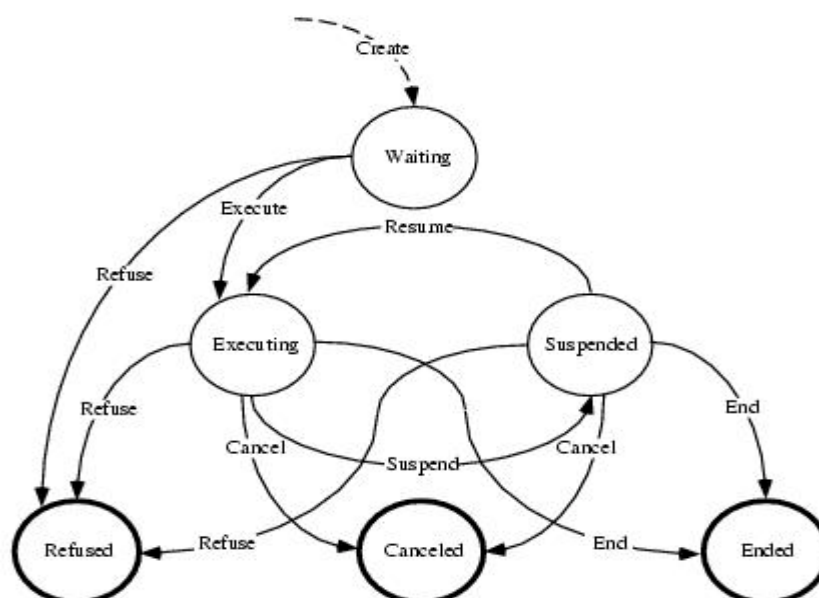 Create
Waiting
Execute
Resume
Refuse
Executing
Suspended
Refuse
End
Cancel
Suspend
Cancel
Refused
Refuse
Canceled
End
Ended